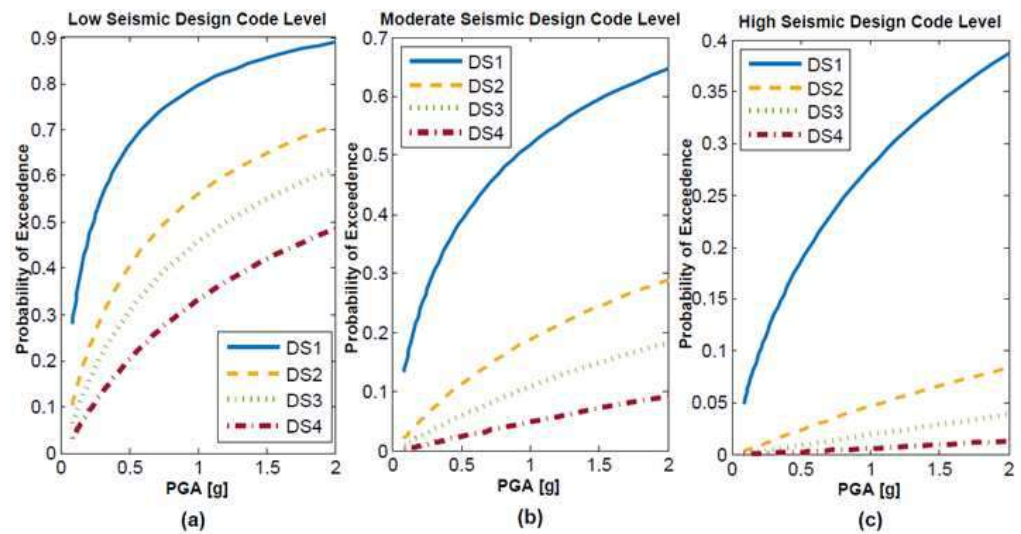 Low Seismic Design Code Level
Probability of Exceedence
0.9
0.8
0.7
0.6
0.5
0.4
0.3
0.2
0.1
0
DS1
DS2
DS3
DS4
0 0.5 1 1.5 2
PGA [g]
(a)
Moderate Seismic Design Code Level
Probability of Exceedence
0.7
0.6
0.5
0.4
0.3
0.2
0.1
0
DS1
DS2
DS3
DS4
0 0.5 1 1.5 2
PGA [g]
(b)
High Seismic Design Code Level
Probability of Exceedence
0.4
0.35
0.3
0.25
0.2
0.15
0.1
0.05
0
DS1
DS2
DS3
DS4
0 0.5 1 1.5 2
PGA [g]
(c)